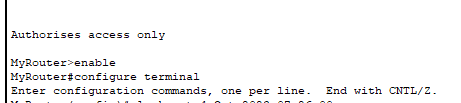 Authorises access only
MyRouter>enable
MyRouter#configure terminal
Enter configuration commands, one per line.  End with CNTL/Z.